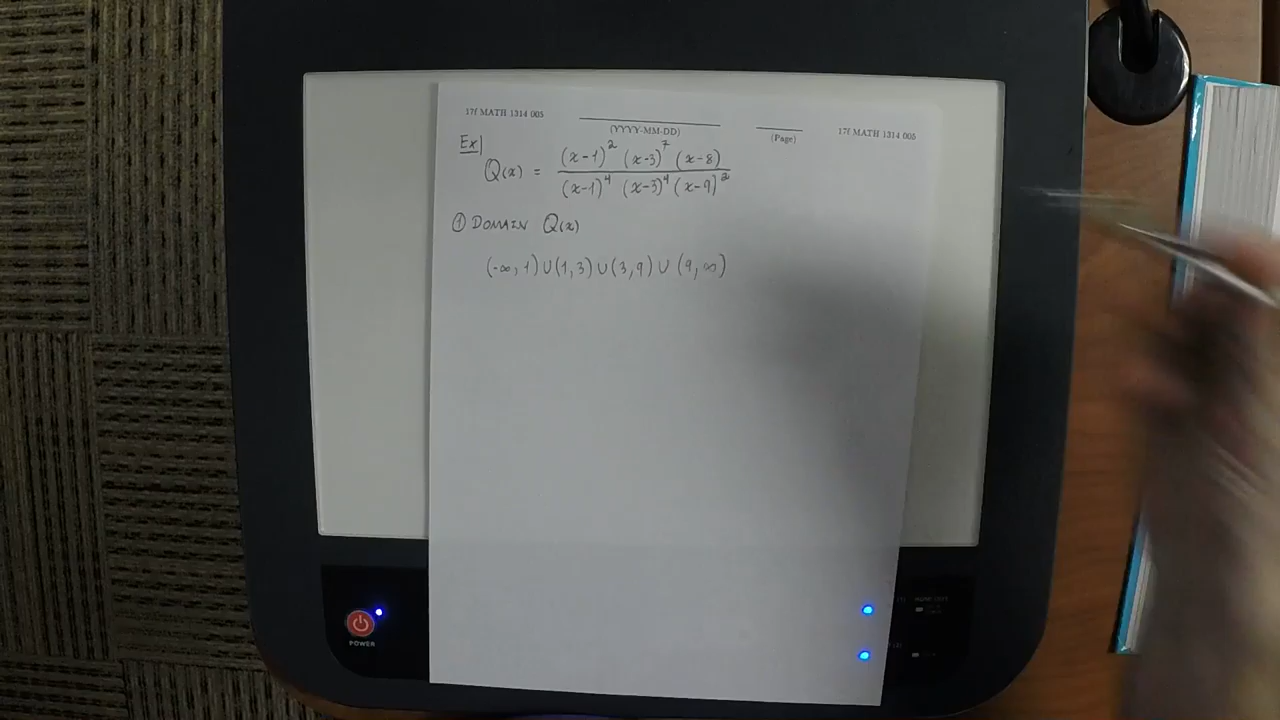 17f MATH 1314 005
(YYYY-MM-DD)
(Page)
17f MATH 1314 005
Ex|
Q(x) = (x-1)^2 (x-3)^7 (x-8) / (x-1)^4 (x-3)^4 (x-9)^2
① DOMAIN Q(x)
(-∞, 1) ∪ (1, 3) ∪ (3, 9) ∪ (9, ∞)
POWER